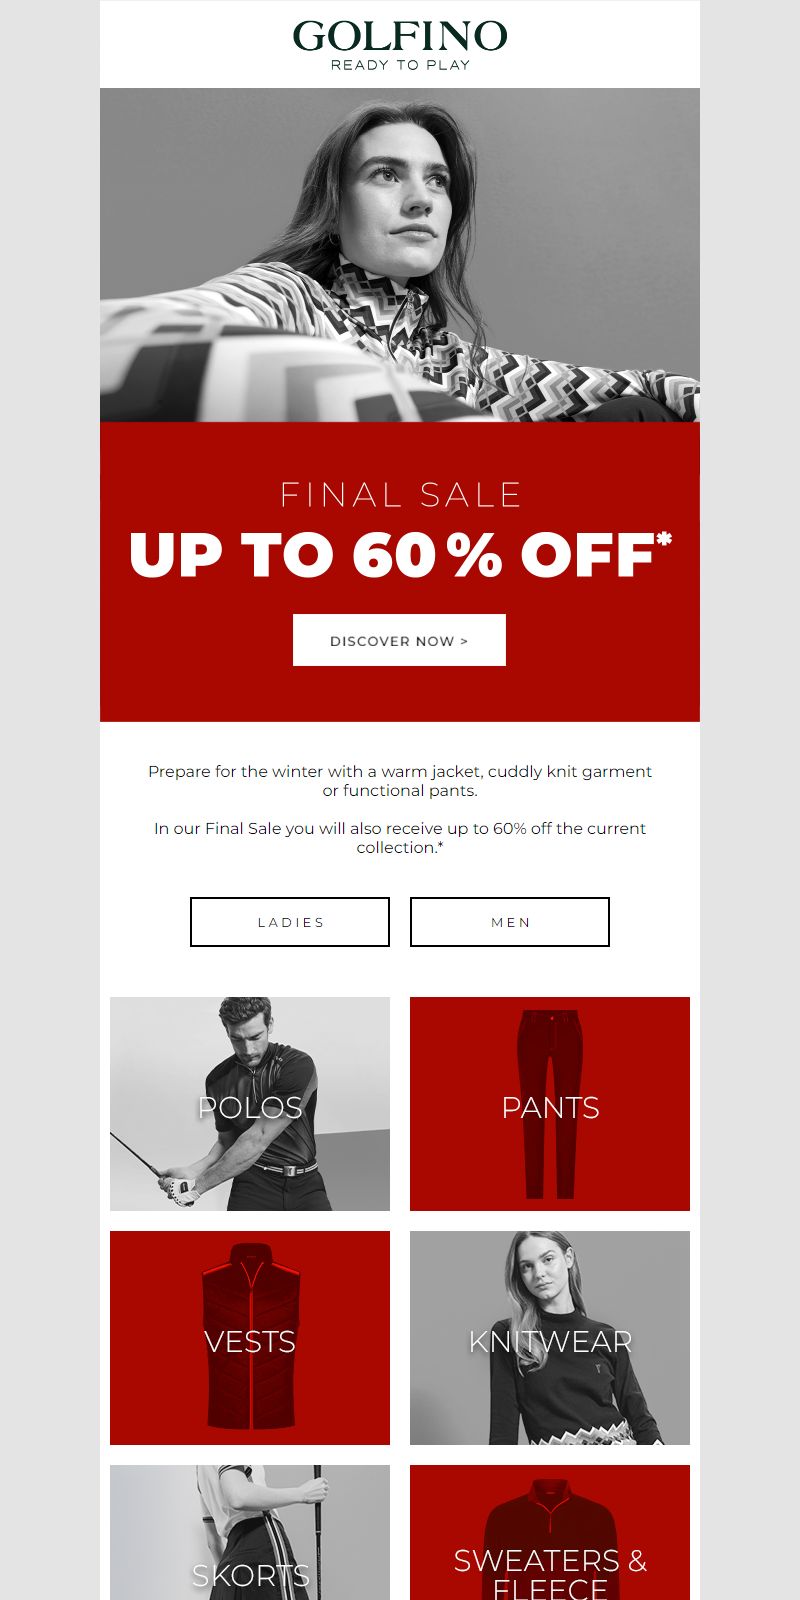 GOLFINO
READY TO PLAY
FINAL SALE
UP TO 60% OFF*
DISCOVER NOW >
Prepare for the winter with a warm jacket, cuddly knit garment
or functional pants.
In our Final Sale you will also receive up to 60% off the current
collection.*
LADIES
MEN
POLOS
PANTS
VESTS
KNITWEAR
SKORTS
SWEATERS &
FLEECE